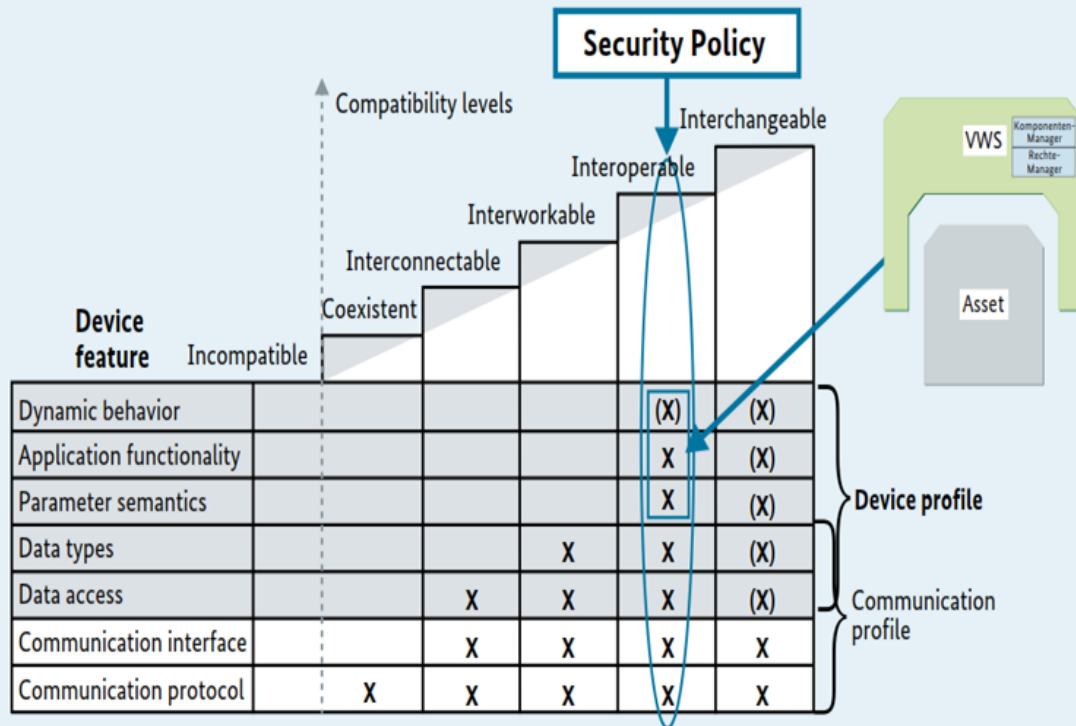 Security Policy
Compatibility levels
Interchangeable
Interoperable
Interworkable
Interconnectable
Coexistent
Incompatible
Device
feature
VWS
Komponenten-
Manager
Rechte-
Manager
Asset
Dynamic behavior (X) (X)
Application functionality X (X)
Parameter semantics X (X)
Data types X X (X)
Data access X X X (X)
Communication interface X X X X
Communication protocol X X X X X
Device profile
Communication
profile